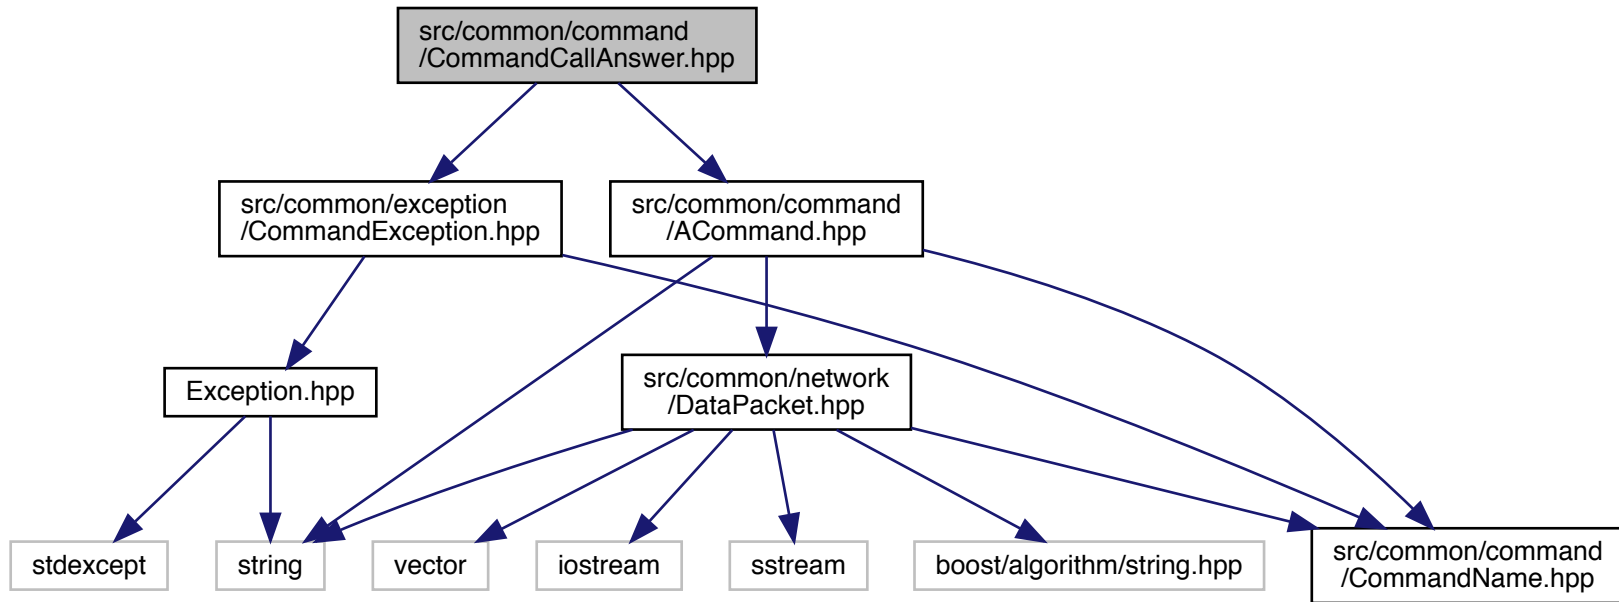 src/common/command
/CommandCallAnswer.hpp
src/common/exception
/CommandException.hpp
src/common/command
/ACommand.hpp
Exception.hpp
src/common/network
/DataPacket.hpp
stdexcept
string
vector
iostream
sstream
boost/algorithm/string.hpp
src/common/command
/CommandName.hpp